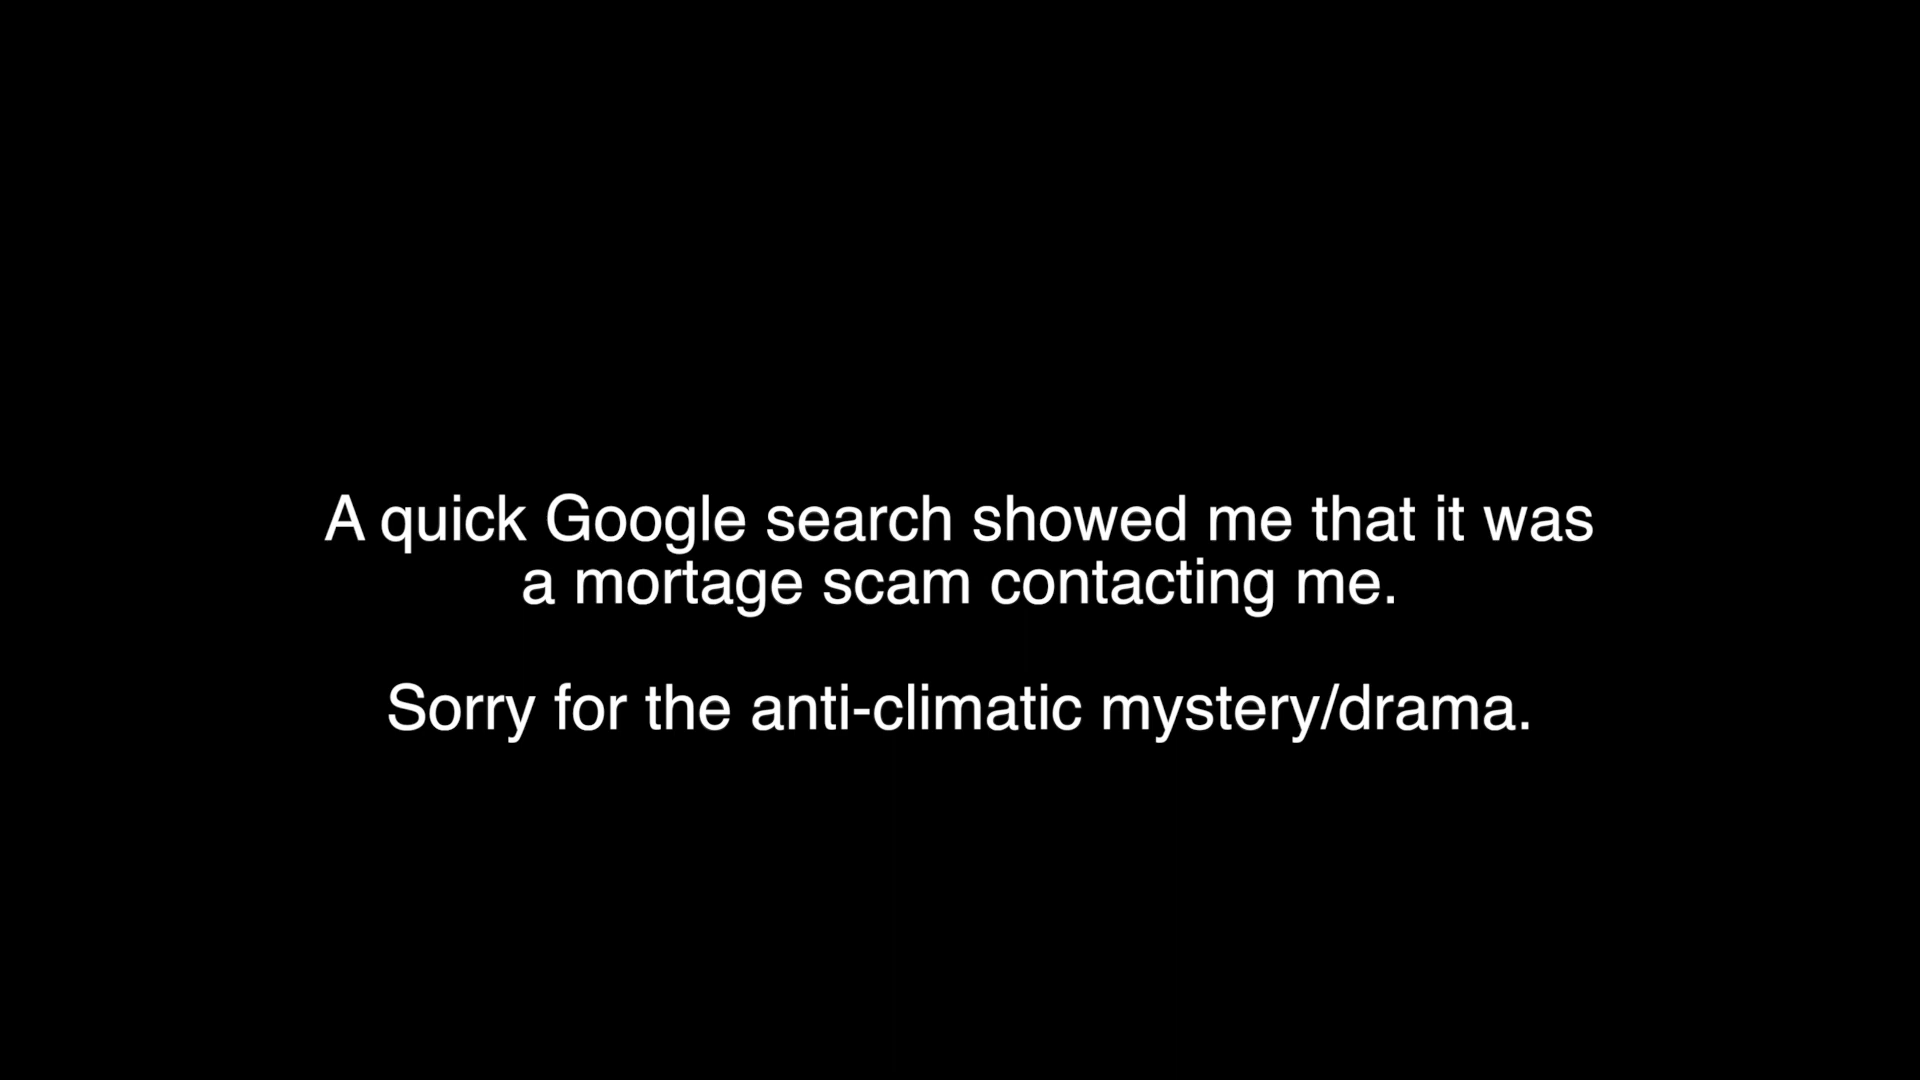 A quick Google search showed me that it was
a mortage scam contacting me.
Sorry for the anti-climatic mystery/drama.